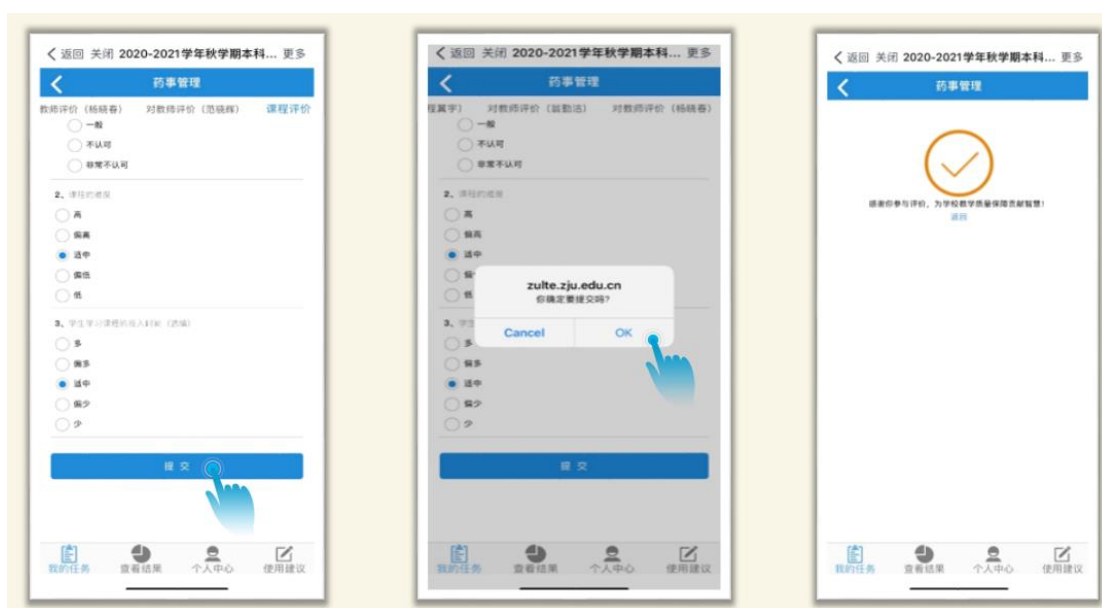 返回 关闭 2020-2021学年秋学期本科... 更多
药事管理
教师评价（杨晓春） 对教师评价（范骁辉） 课程评价
一般
不认可
非常不认可
2、课程的难度
高
偏高
适中
偏低
低
3、学生学习课程的投入时间（选填）
多
偏多
适中
偏少
少
提 交
我的任务 查看结果 个人中心 使用建议
返回 关闭 2020-2021学年秋学期本科... 更多
药事管理
程翼宇） 对教师评价（翁勤洁） 对教师评价（杨晓春）
一般
不认可
非常不认可
2、课程的难度
高
偏高
适中
偏
低
zulte.zju.edu.cn
你确定要提交吗?
Cancel OK
3、学生
多
偏多
适中
偏少
少
提 交
我的任务 查看结果 个人中心 使用建议
返回 关闭 2020-2021学年秋学期本科... 更多
药事管理
感谢你参与评价，为学校教学质量保障贡献智慧！
返回
我的任务 查看结果 个人中心 使用建议